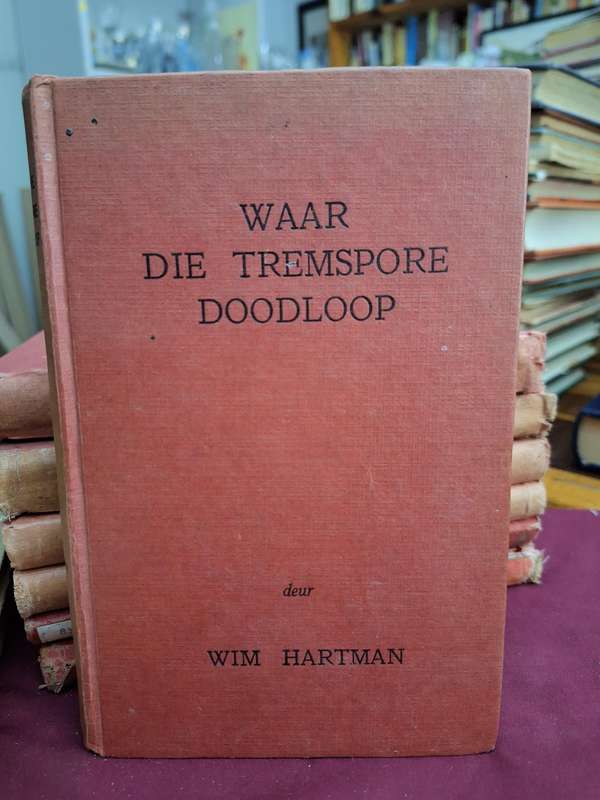 WAAR
DIE TREMSPORE
DOODLOOP
deur
WIM HARTMAN